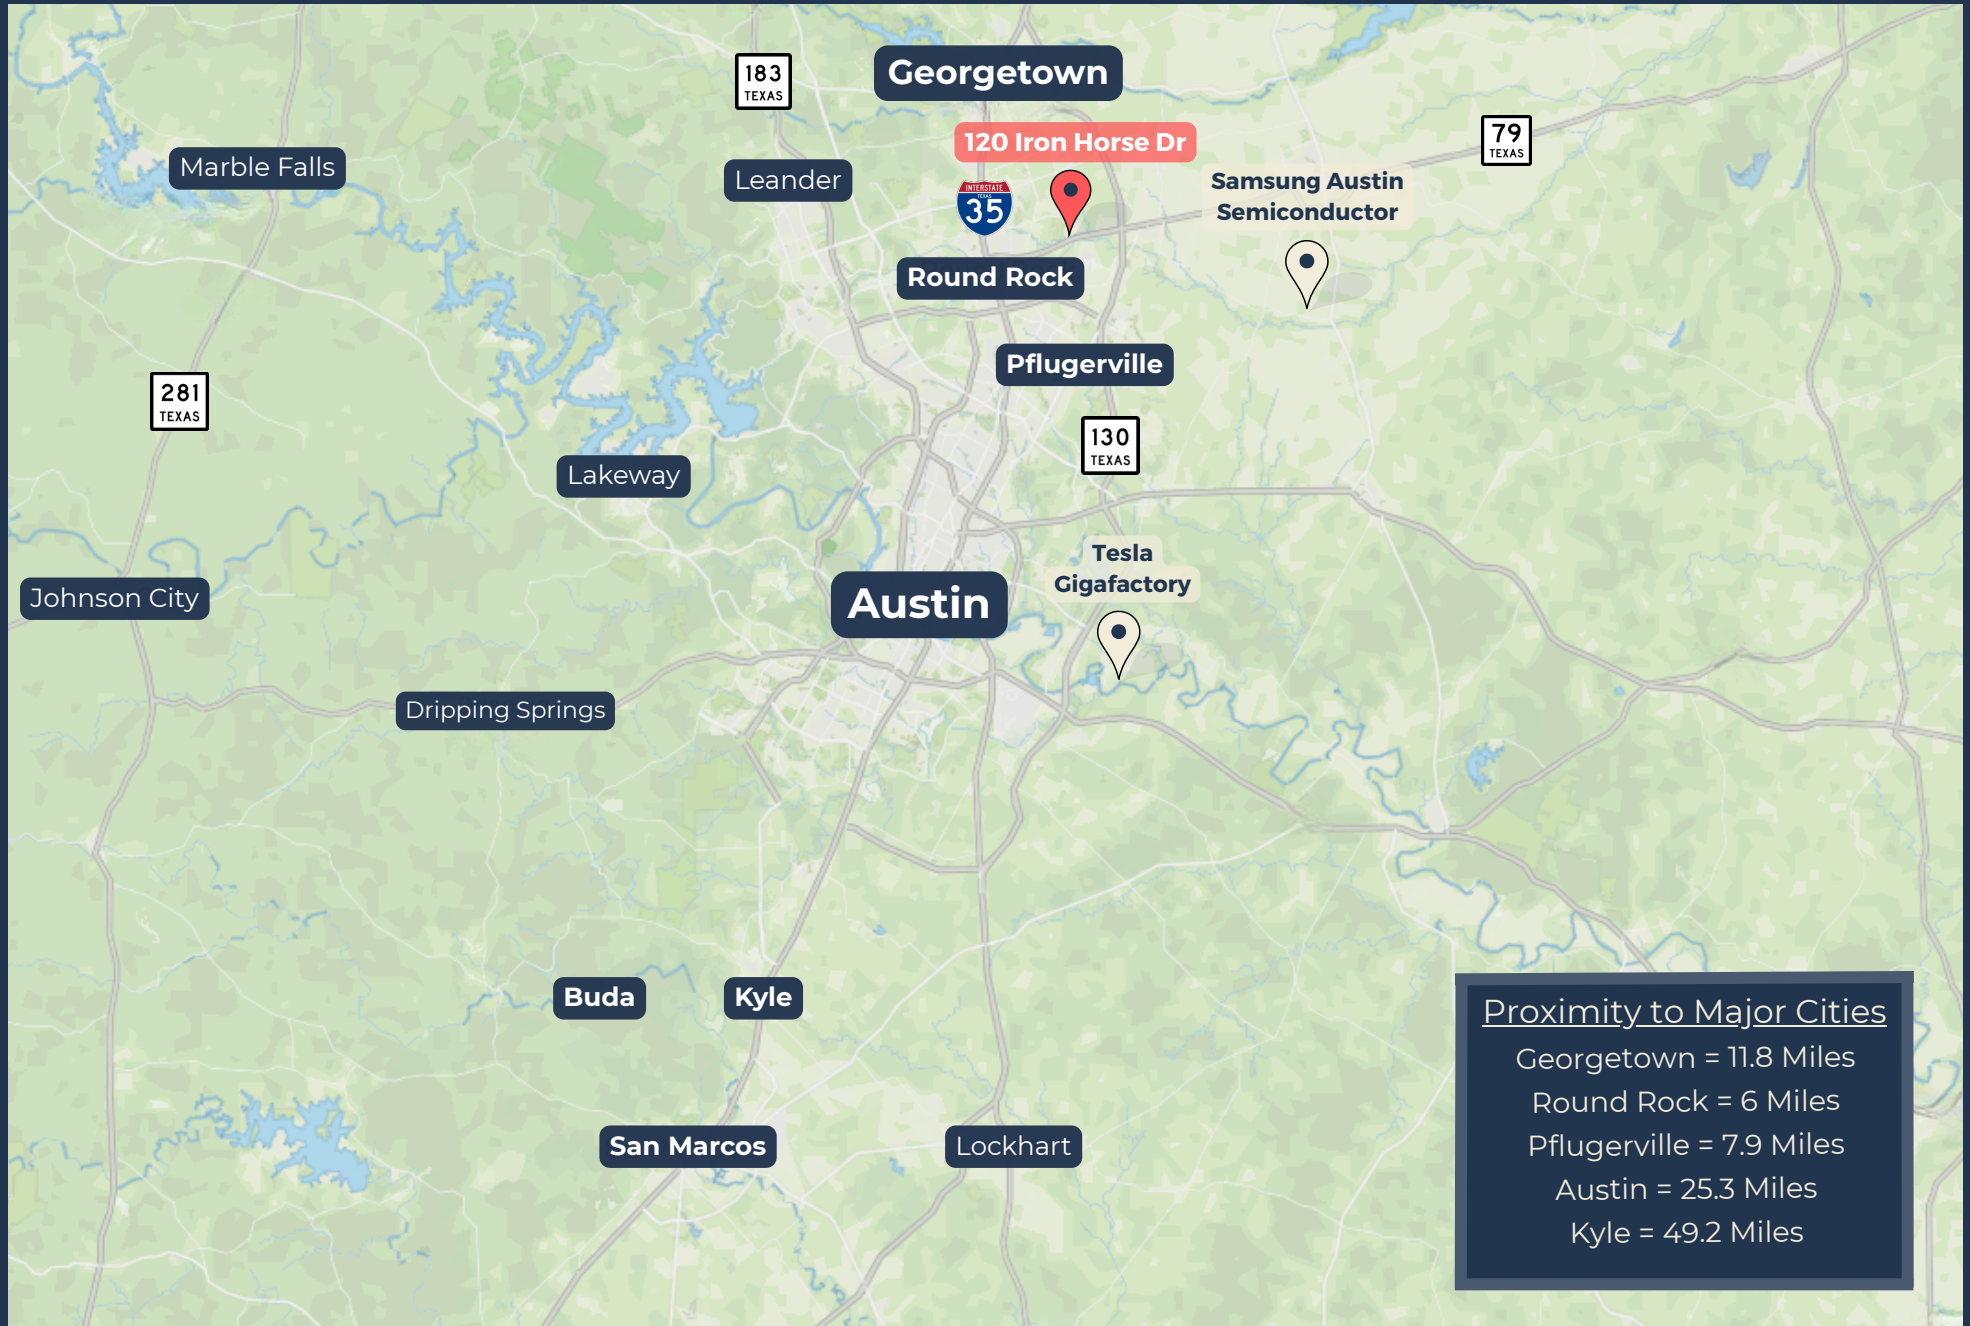 183
TEXAS
Georgetown
120 Iron Horse Dr
79
TEXAS
Marble Falls
Leander
INTERSTATE
TEXAS
35
Samsung Austin
Semiconductor
Round Rock
Pflugerville
281
TEXAS
130
TEXAS
Lakeway
Tesla
Gigafactory
Johnson City
Austin
Dripping Springs
Buda
Kyle
San Marcos
Lockhart
Proximity to Major Cities
Georgetown = 11.8 Miles
Round Rock = 6 Miles
Pflugerville = 7.9 Miles
Austin = 25.3 Miles
Kyle = 49.2 Miles